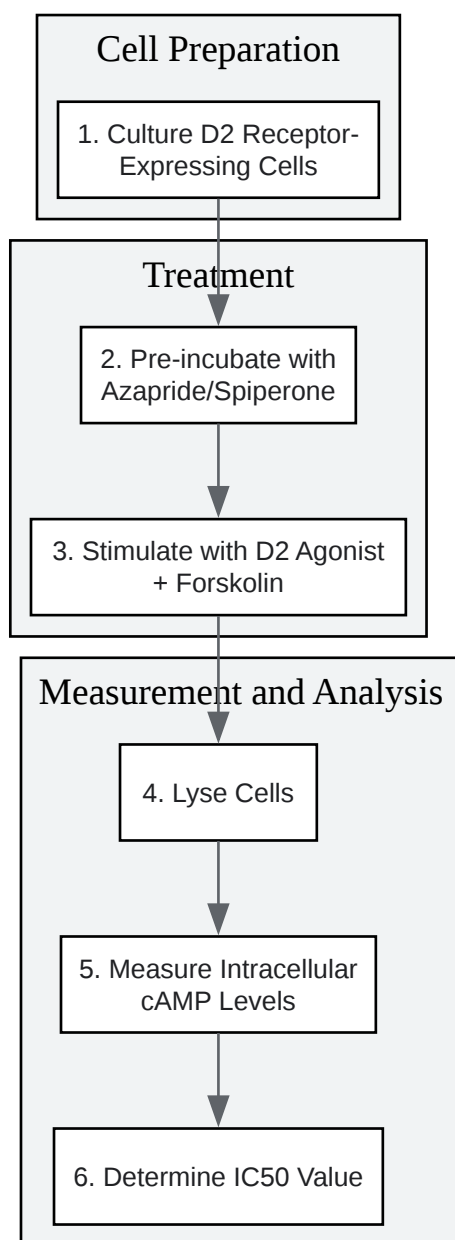 Cell Preparation
1. Culture D2 Receptor-
Expressing Cells
Treatment
2. Pre-incubate with
Azapride/Spiperone
3. Stimulate with D2 Agonist
+ Forskolin
Measurement and Analysis
4. Lyse Cells
5. Measure Intracellular
cAMP Levels
6. Determine IC50 Value